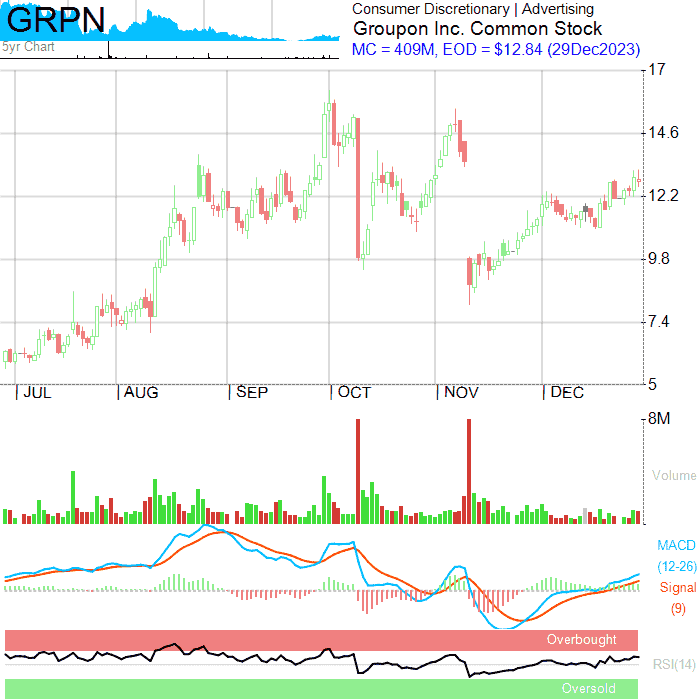 GRPN
5yr Chart
Consumer Discretionary | Advertising
Groupon Inc. Common Stock
MC = 409M, EOD = $12.84 (29Dec2023)
17
14.6
12.2
9.8
7.4
5
JUL AUG SEP OCT NOV DEC
8M
Volume
MACD
(12-26)
Signal
(9)
Overbought
RSI(14)
Oversold